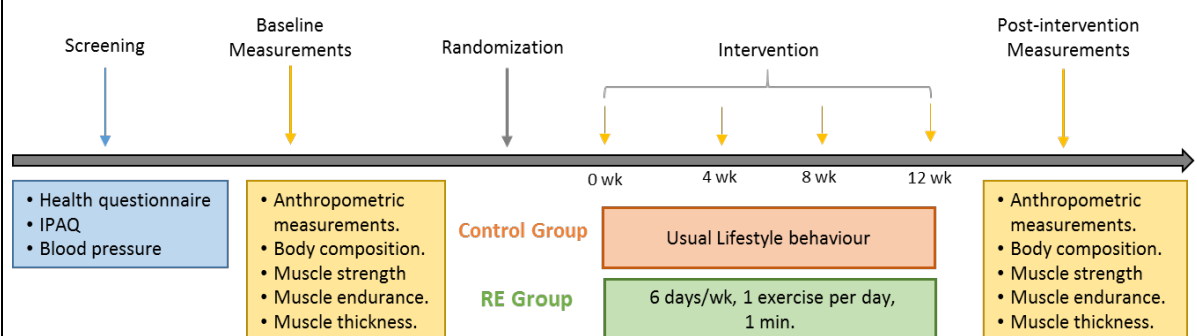 Screening
Baseline
Measurements
Randomization
Intervention
Post-intervention
Measurements
0 wk
4 wk
8 wk
12 wk
• Health questionnaire
• IPAQ
• Blood pressure
• Anthropometric
measurements.
• Body composition.
• Muscle strength
• Muscle endurance.
• Muscle thickness.
Control Group
Usual Lifestyle behaviour
RE Group
6 days/wk, 1 exercise per day,
1 min.
• Anthropometric
measurements.
• Body composition.
• Muscle strength
• Muscle endurance.
• Muscle thickness.